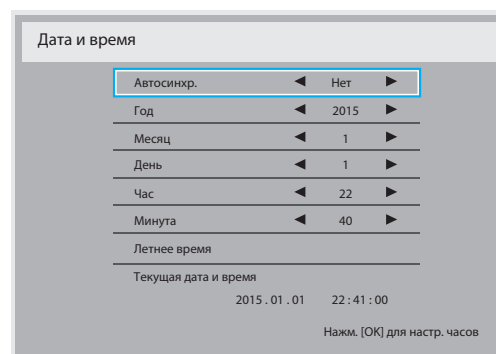 Дата и время
Автосинхр. ◀ Нет ▶
Год ◀ 2015 ▶
Месяц ◀ 1 ▶
День ◀ 1 ▶
Час ◀ 22 ▶
Минута ◀ 40 ▶
Летнее время
Текущая дата и время
2015 . 01 . 01 22 : 41 : 00
Нажм. [OK] для настр. часов